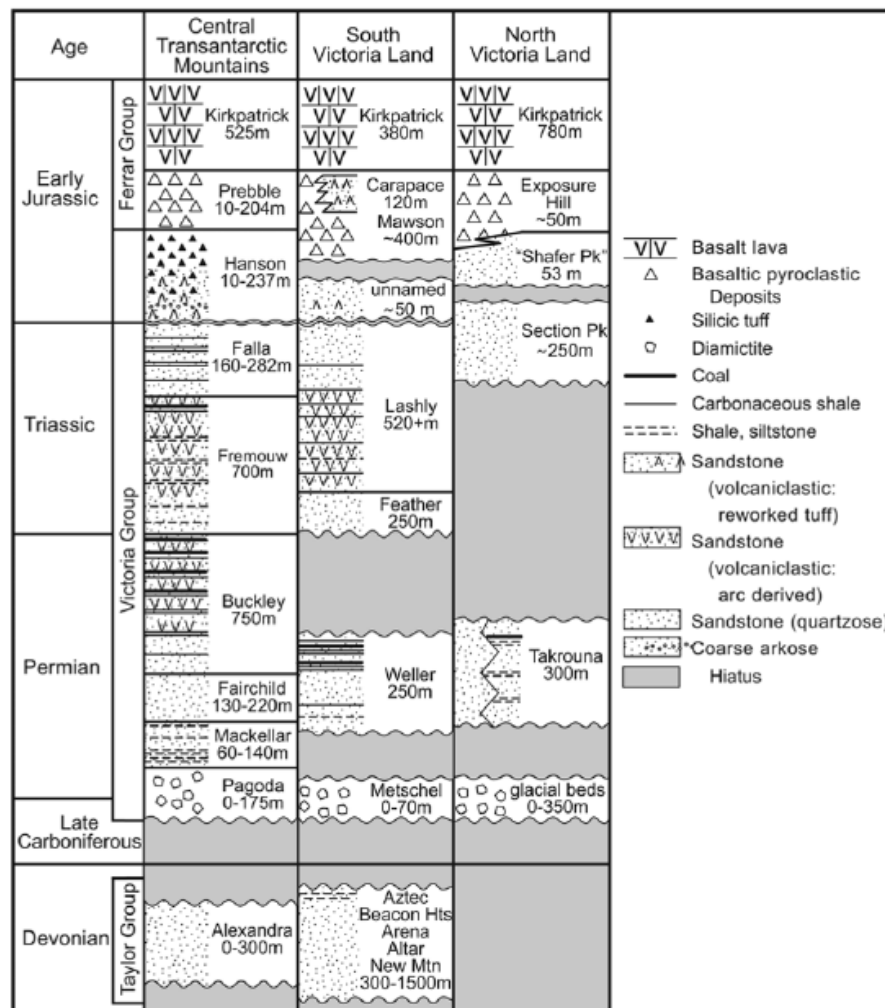 Age
Central
Transantarctic
Mountains
South
Victoria Land
North
Victoria Land
Early
Jurassic
Triassic
Permian
Late
Carboniferous
Devonian
Ferrar Group
Victoria Group
Taylor Group
Kirkpatrick
525m
Prebble
10-204m
Hanson
10-237m
Falla
160-282m
Fremouw
700m
Buckley
750m
Fairchild
130-220m
Mackellar
60-140m
Pagoda
0-175m
Alexandra
0-300m
Kirkpatrick
380m
Carapace
120m
Mawson
~400m
unnamed
~50 m
Lashly
520+m
Feather
250m
Weller
250m
Metschel
0-70m
Aztec
Beacon Hts
Arena
Altar
New Mtn
300-1500m
Kirkpatrick
780m
Exposure
Hill
~50m
"Shafer Pk"
53 m
Section Pk
~250m
Takrouna
300m
glacial beds
0-350m
Basalt lava
Basaltic pyroclastic
Deposits
Silicic tuff
Diamictite
Coal
Carbonaceous shale
Shale, siltstone
Sandstone
(volcaniclastic:
reworked tuff)
Sandstone
(volcaniclastic:
arc derived)
Sandstone (quartzose)
Coarse arkose
Hiatus